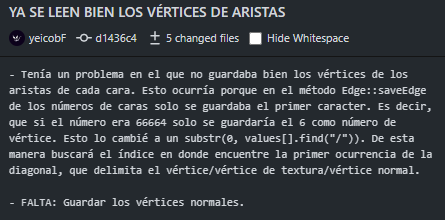 YA SE LEEN BIEN LOS VÉRTICES DE ARISTAS
yeicobF d1436c4 5 changed files Hide Whitespace
- Tenía un problema en el que no guardaba bien los vértices de los
aristas de cada cara. Esto ocurría porque en el método Edge::saveEdge
de los números de caras solo se guardaba el primer caracter. Es decir,
que si el número era 66664 solo se guardaría el 6 como número de
vértice. Esto lo cambié a un substr(0, values[].find("/")). De esta
manera buscará el índice en donde encuentre la primer ocurrencia de la
diagonal, que delimita el vértice/vértice de textura/vértice normal.
- FALTA: Guardar los vértices normales.